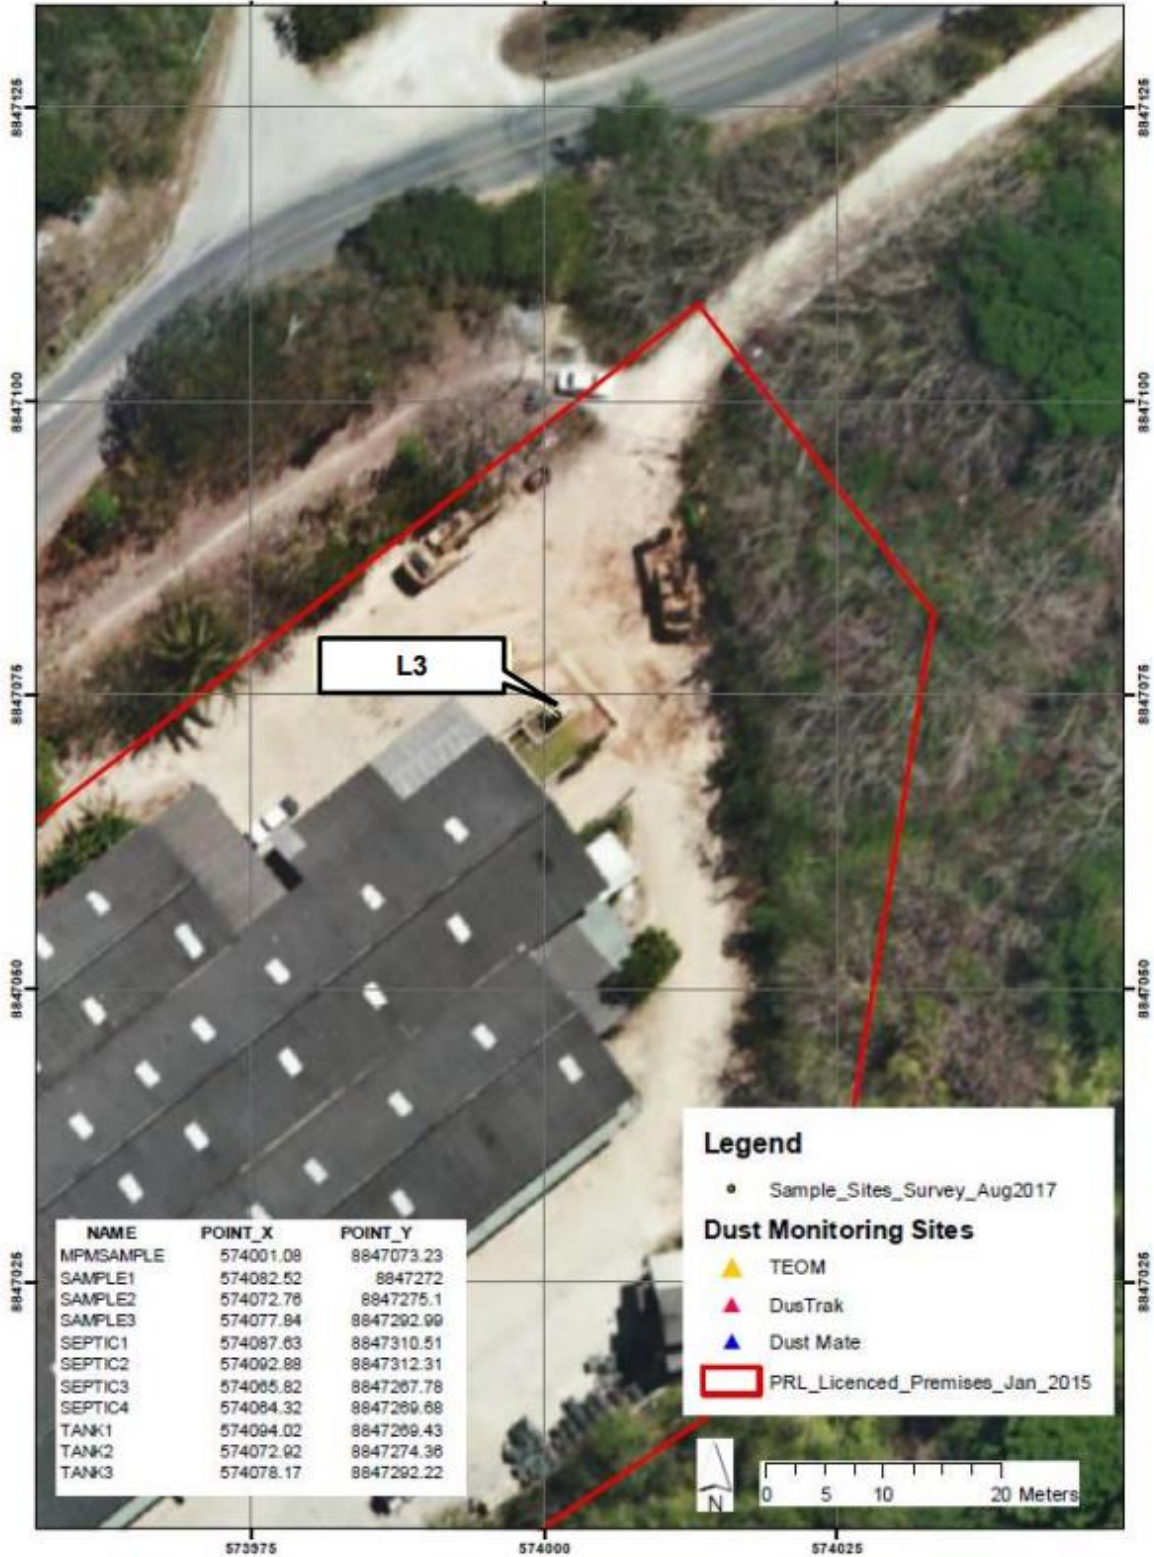 8847125
8847125
8847100
8847100
L3
8847075
8847075
8847050
8847050
Legend
Sample_Sites_Survey_Aug2017
Dust Monitoring Sites
TEOM
DusTrak
Dust Mate
PRL_Licenced_Premises_Jan_2015
NAME POINT_X POINT_Y
MPMSAMPLE 574001.08 8847073.23
SAMPLE1 574082.52 8847272
SAMPLE2 574072.76 8847275.1
SAMPLE3 574077.84 8847292.99
SEPTIC1 574087.63 8847310.51
SEPTIC2 574092.88 8847312.31
SEPTIC3 574065.82 8847267.78
SEPTIC4 574064.32 8847269.68
TANK1 574094.02 8847269.43
TANK2 574072.92 8847274.36
TANK3 574078.17 8847292.22
8847025
8847025
N
0 5 10 20 Meters
573975 574000 574025